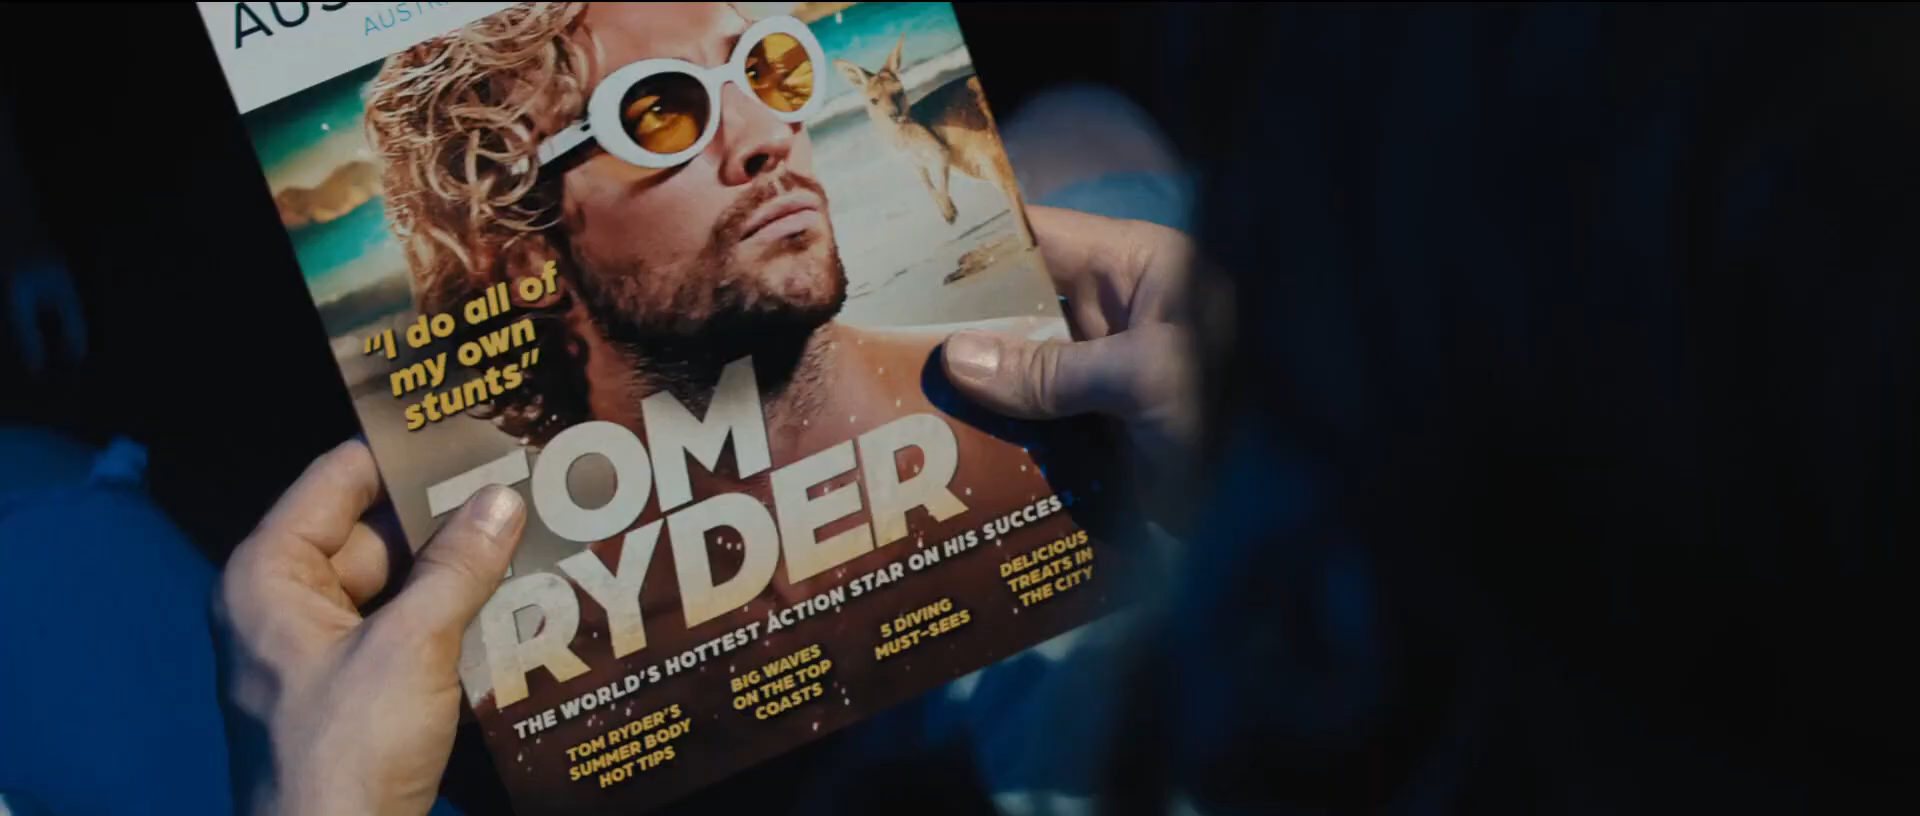 "I do all of
my own
stunts"
TOM
RYDER
THE WORLD'S HOTTEST ACTION STAR ON HIS
TOM RYDER'S
SUMMER BODY
HOT TIPS
BIG WAVES
ON THE TOP
COASTS
5 DIVING
MUST-SEES
DELICIOUS
TREATS IN
THE CITY